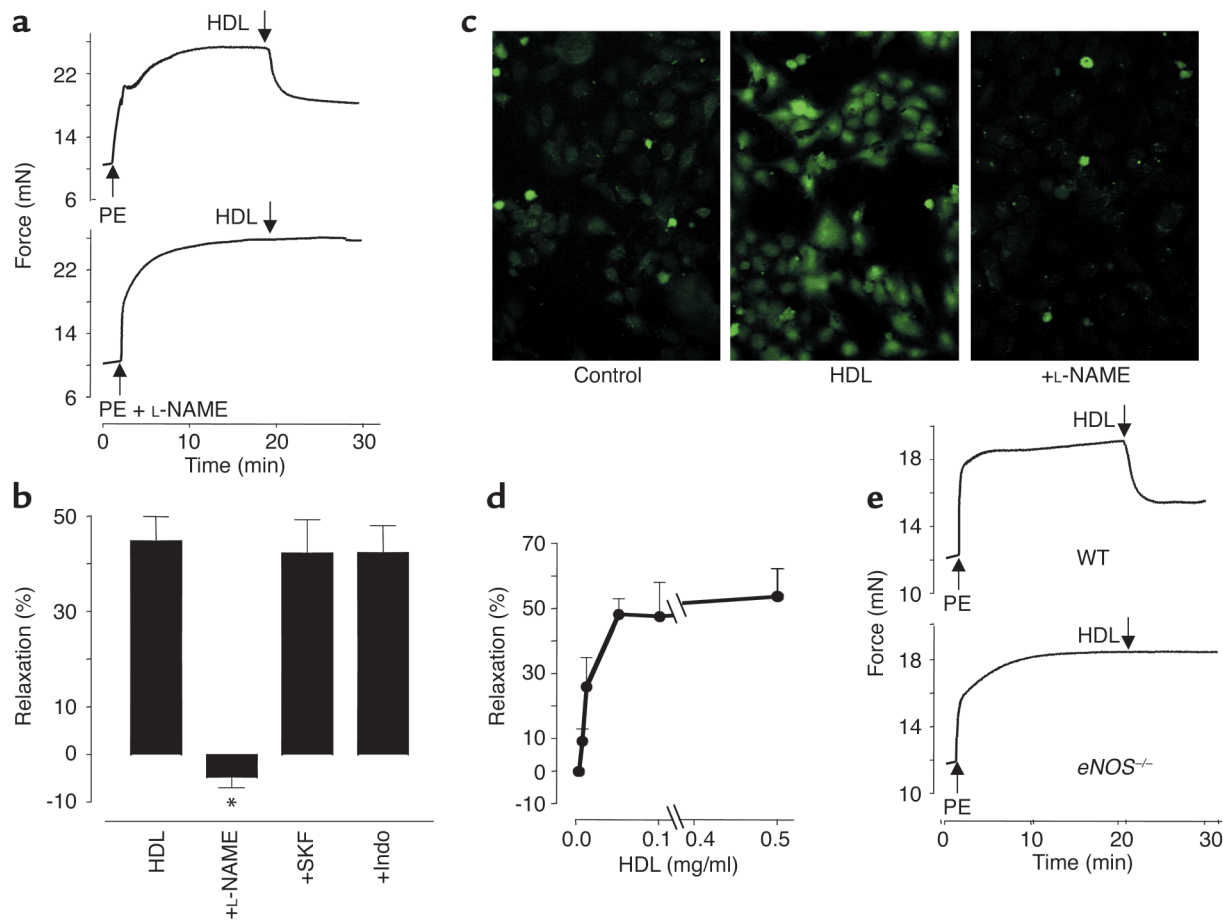 a
HDL
22
14
6
PE
HDL
22
14
6
PE + L-NAME
Force (mN)
0 10 20 30
Time (min)
b
50
30
10
0
-10
Relaxation (%)
*
HDL
+L-NAME
+SKF
+Indo
c
Control
HDL
+L-NAME
d
70
50
30
10
0
-10
Relaxation (%)
0.0 0.1 0.4 0.5
HDL (mg/ml)
e
HDL
18
14
10
WT
PE
HDL
18
14
10
eNOS–/–
PE
Force (mN)
0 10 20 30
Time (min)